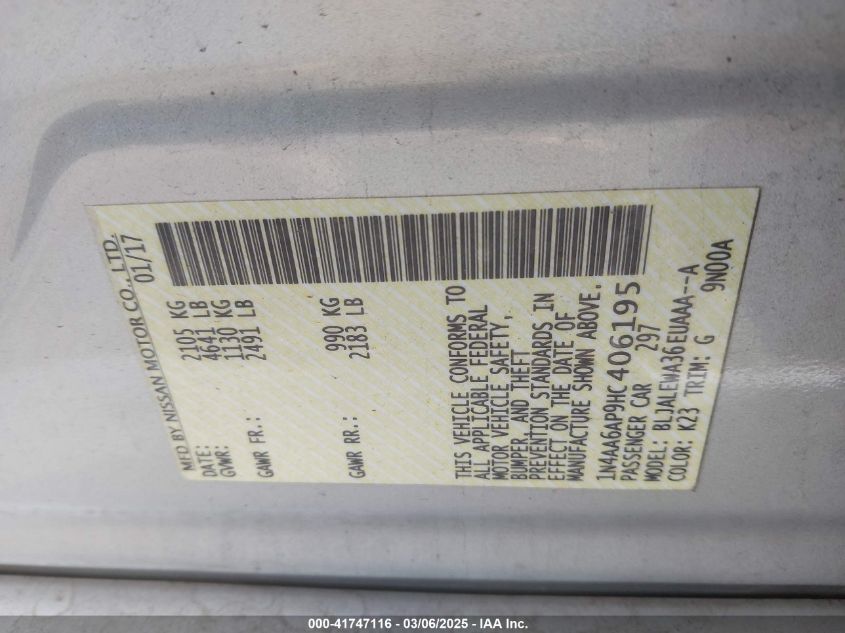 MFD BY NISSAN MOTOR CO., LTD.
DATE: 01/17
GVWR: 2105 KG
4641 LB
GAWR FR.: 1130 KG
2491 LB
GAWR RR.: 990 KG
2183 LB
THIS VEHICLE CONFORMS TO
ALL APPLICABLE FEDERAL
MOTOR VEHICLE SAFETY,
BUMPER, AND THEFT
PREVENTION STANDARDS IN
EFFECT ON THE DATE OF
MANUFACTURE SHOWN ABOVE.
1N4AA6AP9HC406195
PASSENGER CAR 297
MODEL: BLJALEWA36EUAAA--A
COLOR: K23 TRIM: G 9N00A
000-41747116 - 03/06/2025 - IAA Inc.